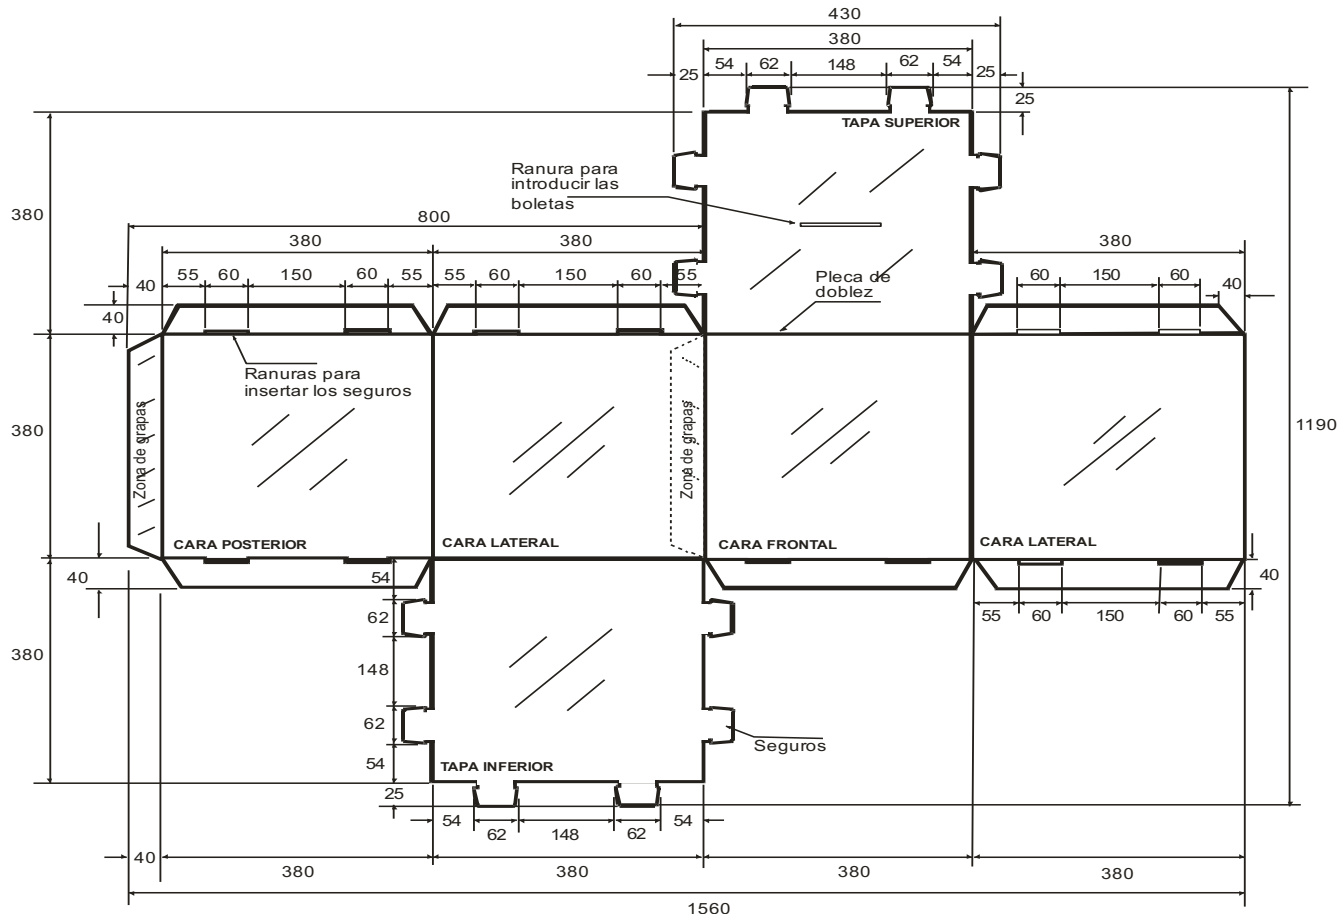 430
380
54 62 148 62 54
25 25
25
TAPA SUPERIOR
Ranura para
introducir las
boletas
380
800
380 380 380
55 60 150 60 55 55 60 150 60 55 60 150 60
40 40
40
Pleca de
doblez
Ranuras para
insertar los seguros
Zona de grapas
Zona de grapas
380
1190
CARA POSTERIOR
CARA LATERAL
CARA FRONTAL
CARA LATERAL
40
40
54
62
148
62
54
25
55 60 150 60 55
380
Seguros
TAPA INFERIOR
54 62 148 62 54
40 380 380 380 380
1560